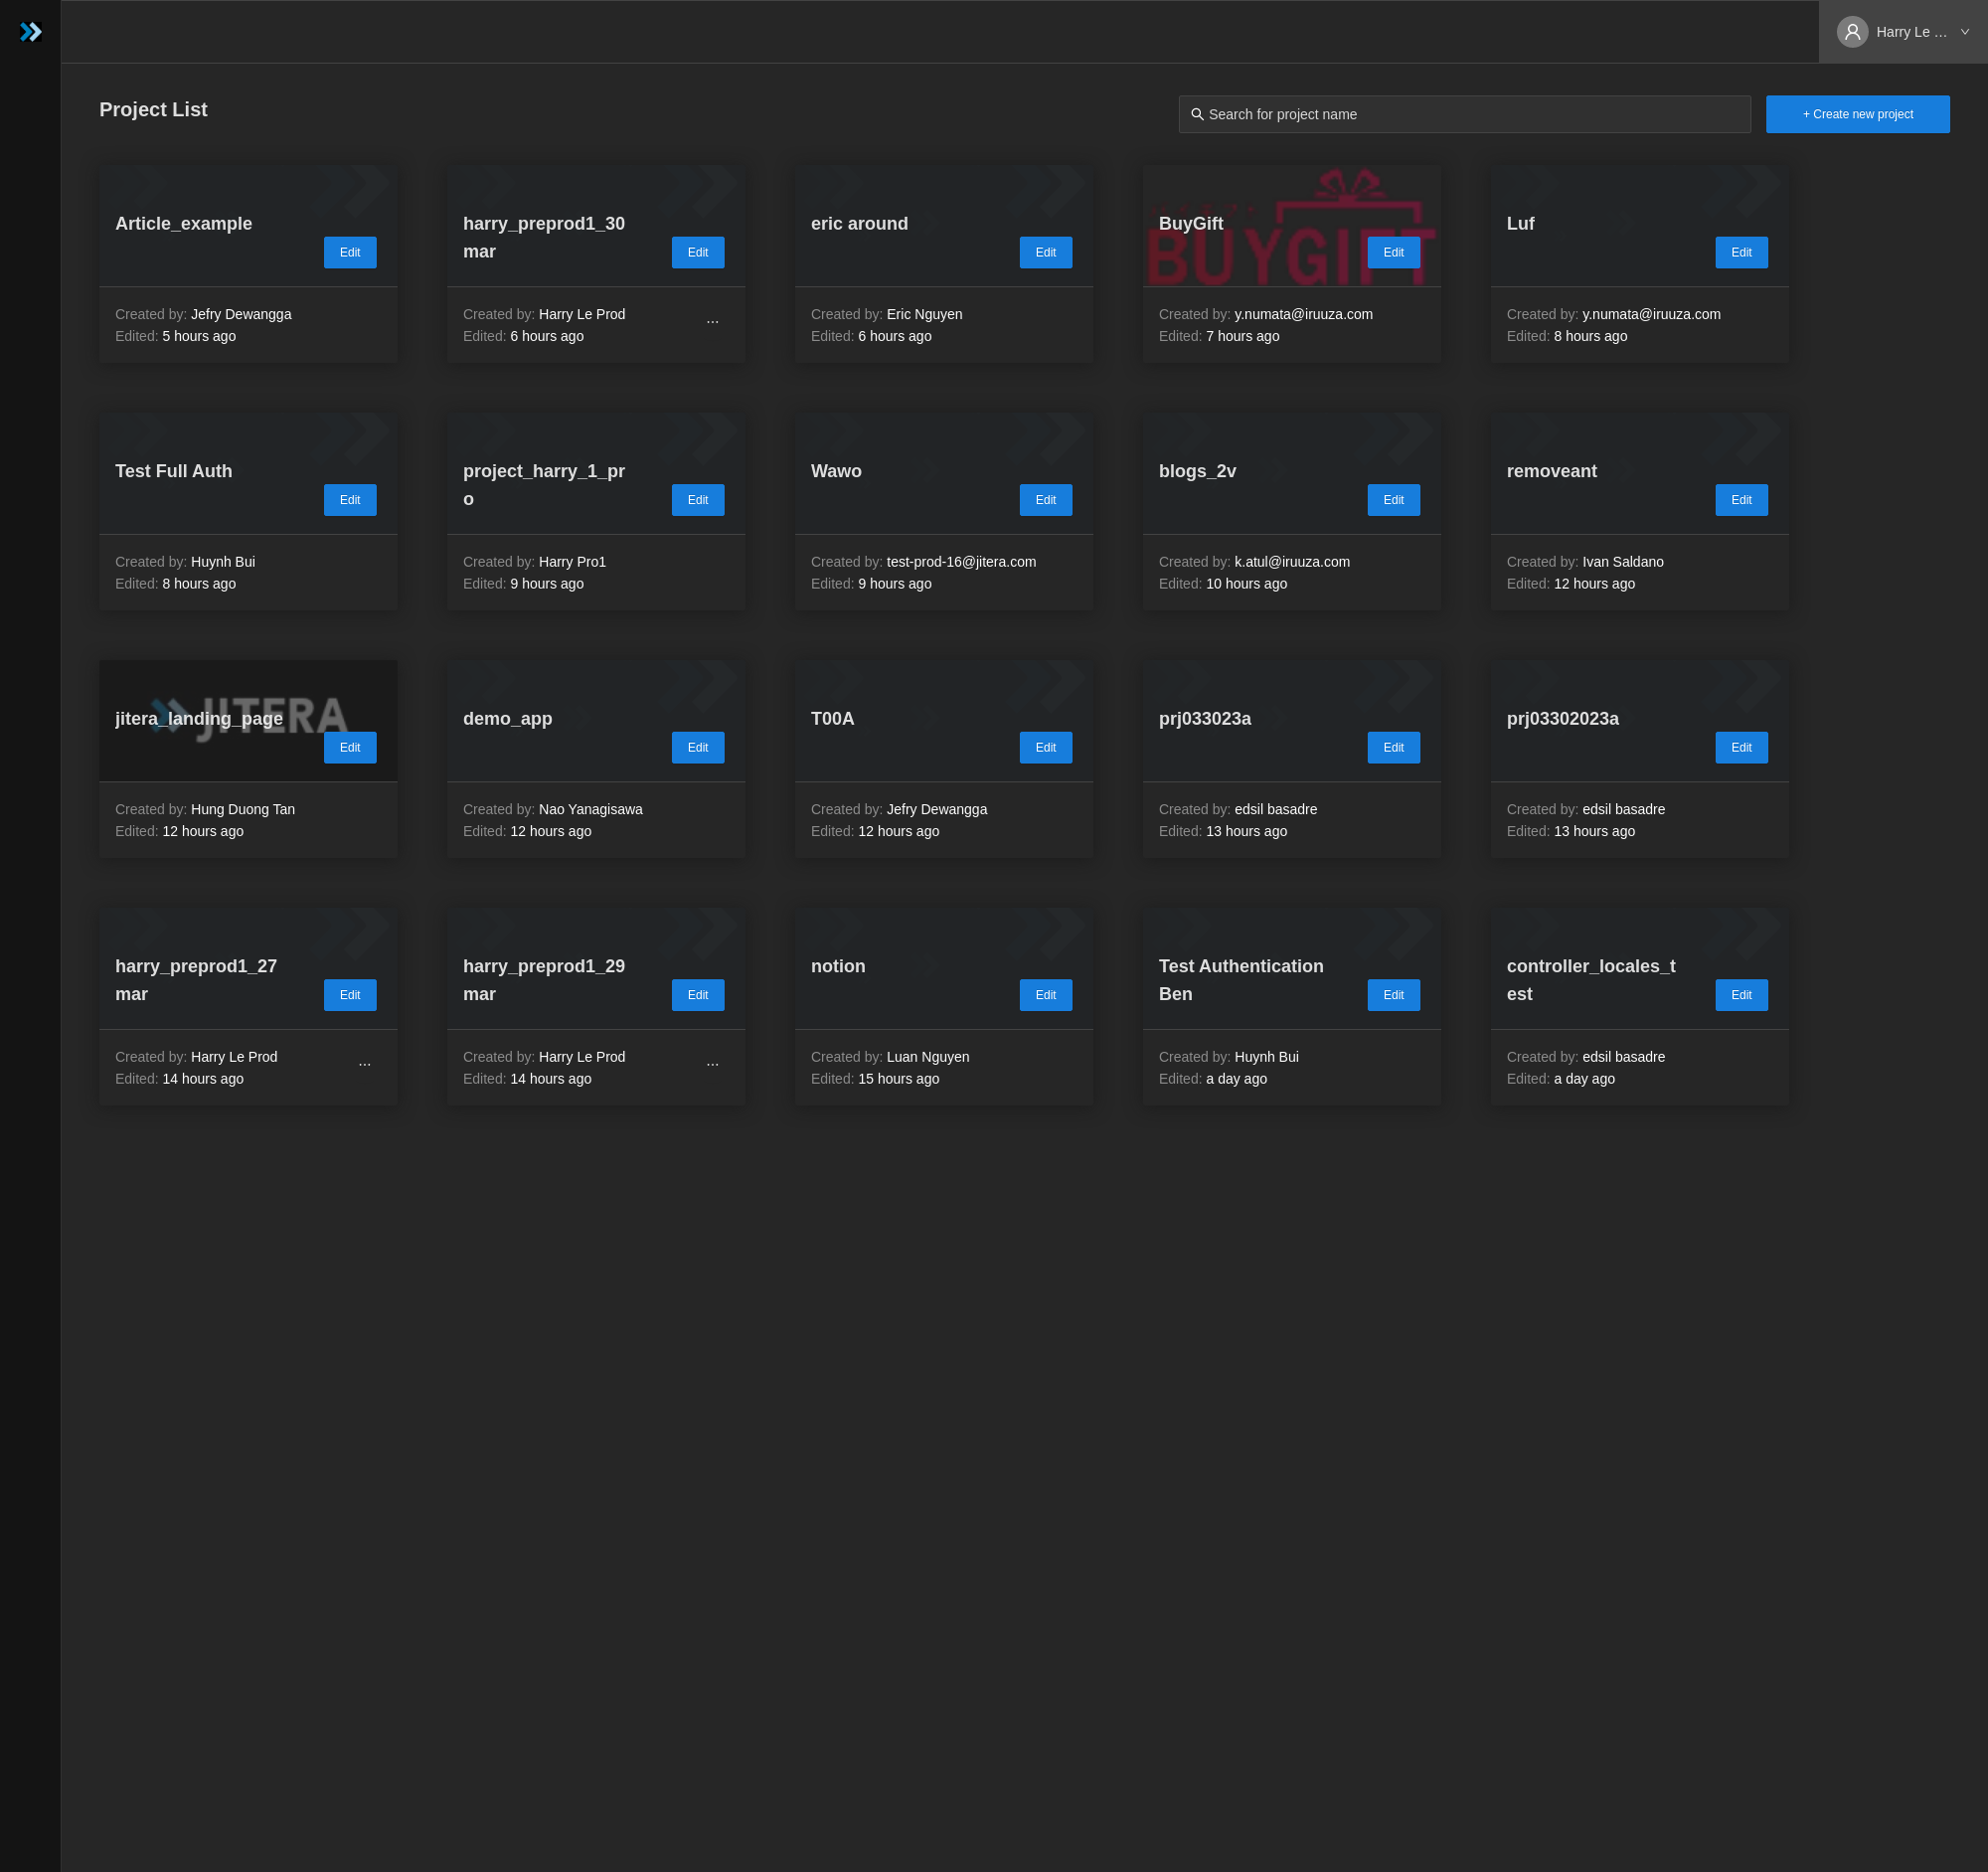 Harry Le ...
Project List
Search for project name
+ Create new project
Article_example
Edit
Created by: Jefry Dewangga
Edited: 5 hours ago
harry_preprod1_30
mar
Edit
Created by: Harry Le Prod
...
Edited: 6 hours ago
eric around
Edit
Created by: Eric Nguyen
Edited: 6 hours ago
BuyGift
BUYGIFT
Edit
Created by: y.numata@iruuza.com
Edited: 7 hours ago
Luf
Edit
Created by: y.numata@iruuza.com
Edited: 8 hours ago
Test Full Auth
Edit
Created by: Huynh Bui
Edited: 8 hours ago
project_harry_1_pr
o
Edit
Created by: Harry Pro1
Edited: 9 hours ago
Wawo
Edit
Created by: test-prod-16@jitera.com
Edited: 9 hours ago
blogs_2v
Edit
Created by: k.atul@iruuza.com
Edited: 10 hours ago
removeant
Edit
Created by: Ivan Saldano
Edited: 12 hours ago
jitera_landing_page
JITERA
Edit
Created by: Hung Duong Tan
Edited: 12 hours ago
demo_app
Edit
Created by: Nao Yanagisawa
Edited: 12 hours ago
T00A
Edit
Created by: Jefry Dewangga
Edited: 12 hours ago
prj033023a
Edit
Created by: edsil basadre
Edited: 13 hours ago
prj03302023a
Edit
Created by: edsil basadre
Edited: 13 hours ago
harry_preprod1_27
mar
Edit
Created by: Harry Le Prod
...
Edited: 14 hours ago
harry_preprod1_29
mar
Edit
Created by: Harry Le Prod
...
Edited: 14 hours ago
notion
Edit
Created by: Luan Nguyen
Edited: 15 hours ago
Test Authentication
Ben
Edit
Created by: Huynh Bui
Edited: a day ago
controller_locales_t
est
Edit
Created by: edsil basadre
Edited: a day ago